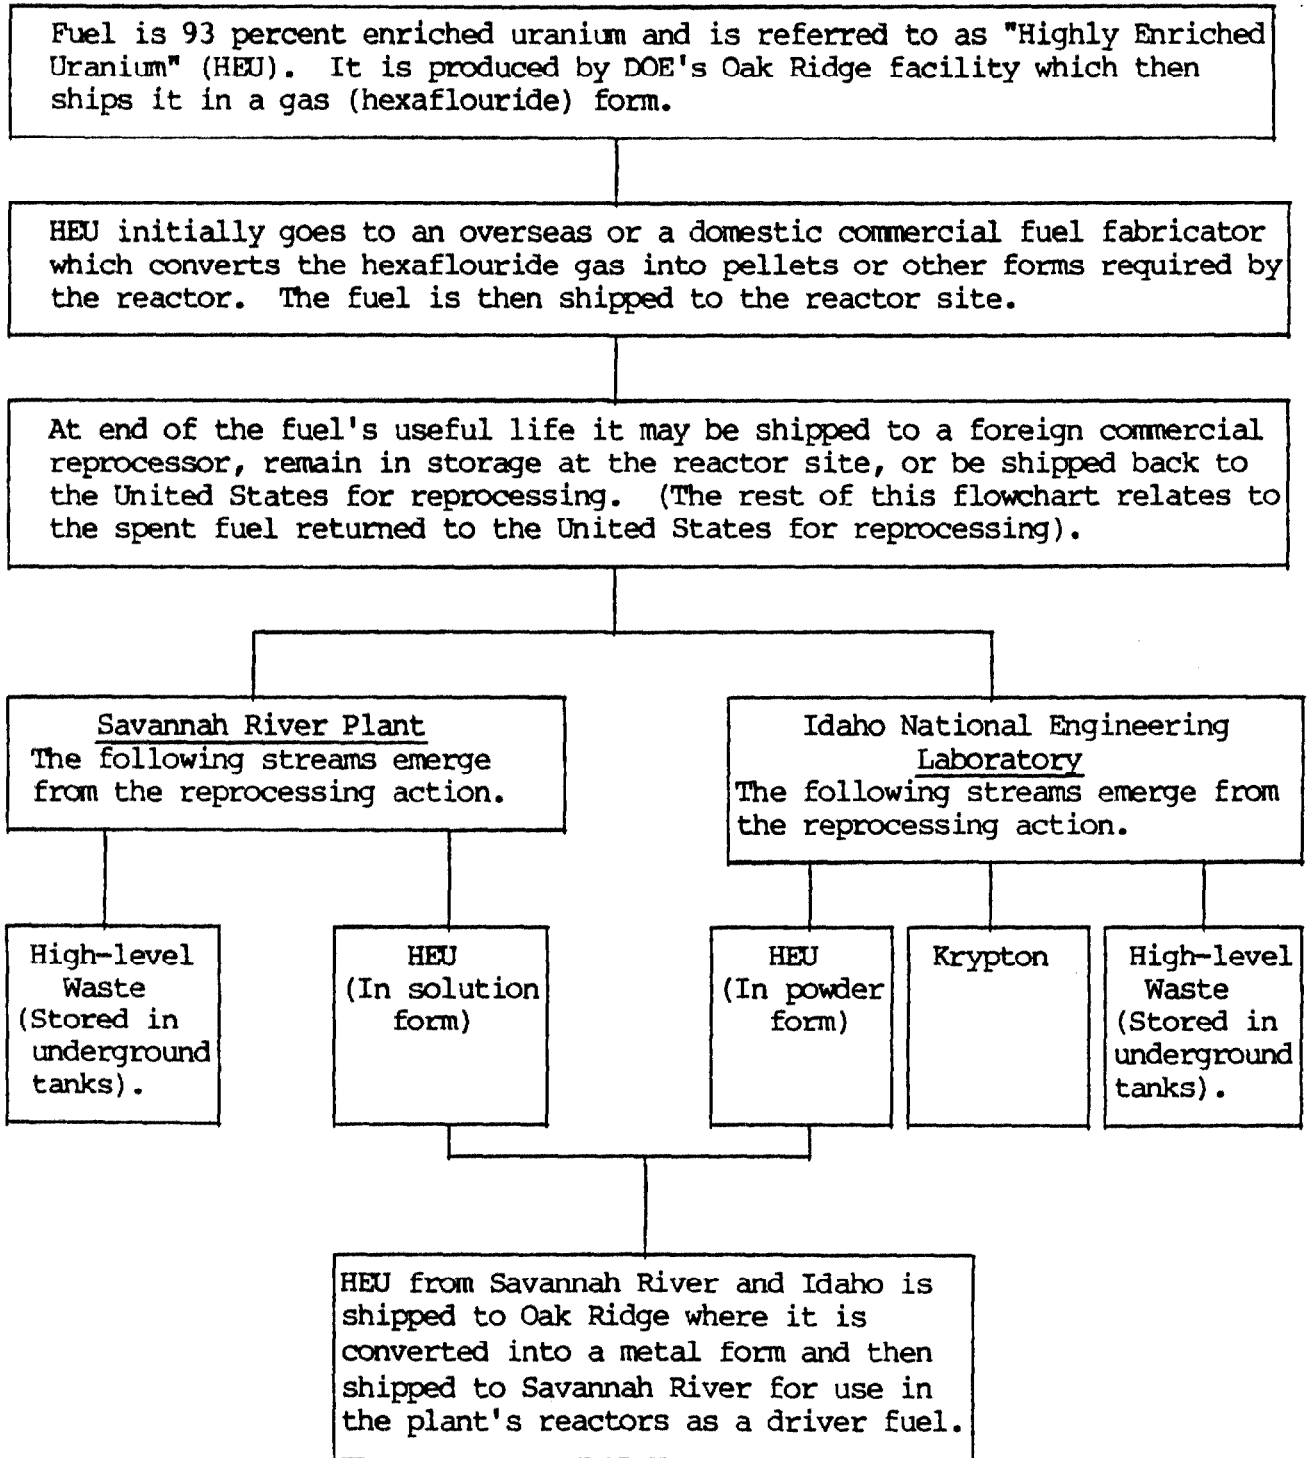 Fuel is 93 percent enriched uranium and is referred to as "Highly Enriched
Uranium" (HEU). It is produced by DOE's Oak Ridge facility which then
ships it in a gas (hexaflouride) form.
HEU initially goes to an overseas or a domestic commercial fuel fabricator
which converts the hexaflouride gas into pellets or other forms required by
the reactor. The fuel is then shipped to the reactor site.
At end of the fuel's useful life it may be shipped to a foreign commercial
reprocessor, remain in storage at the reactor site, or be shipped back to
the United States for reprocessing. (The rest of this flowchart relates to
the spent fuel returned to the United States for reprocessing).
Savannah River Plant
The following streams emerge
from the reprocessing action.
Idaho National Engineering
Laboratory
The following streams emerge from
the reprocessing action.
High-level
Waste
(Stored in
underground
tanks).
HEU
(In solution
form)
HEU
(In powder
form)
Krypton
High-level
Waste
(Stored in
underground
tanks).
HEU from Savannah River and Idaho is
shipped to Oak Ridge where it is
converted into a metal form and then
shipped to Savannah River for use in
the plant's reactors as a driver fuel.